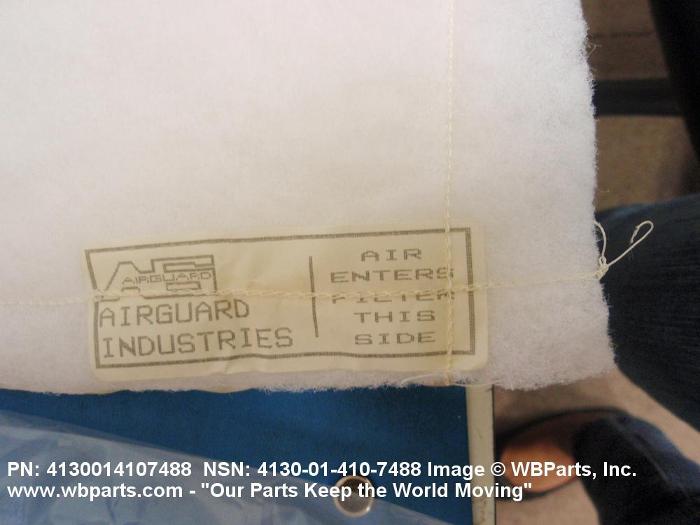 AIRGUARD
AIRGUARD
INDUSTRIES
AIR
ENTERS
FILTER
THIS
SIDE
PN: 4130014107488 NSN: 4130-01-410-7488 Image © WBParts, Inc.
www.wbparts.com - "Our Parts Keep the World Moving"